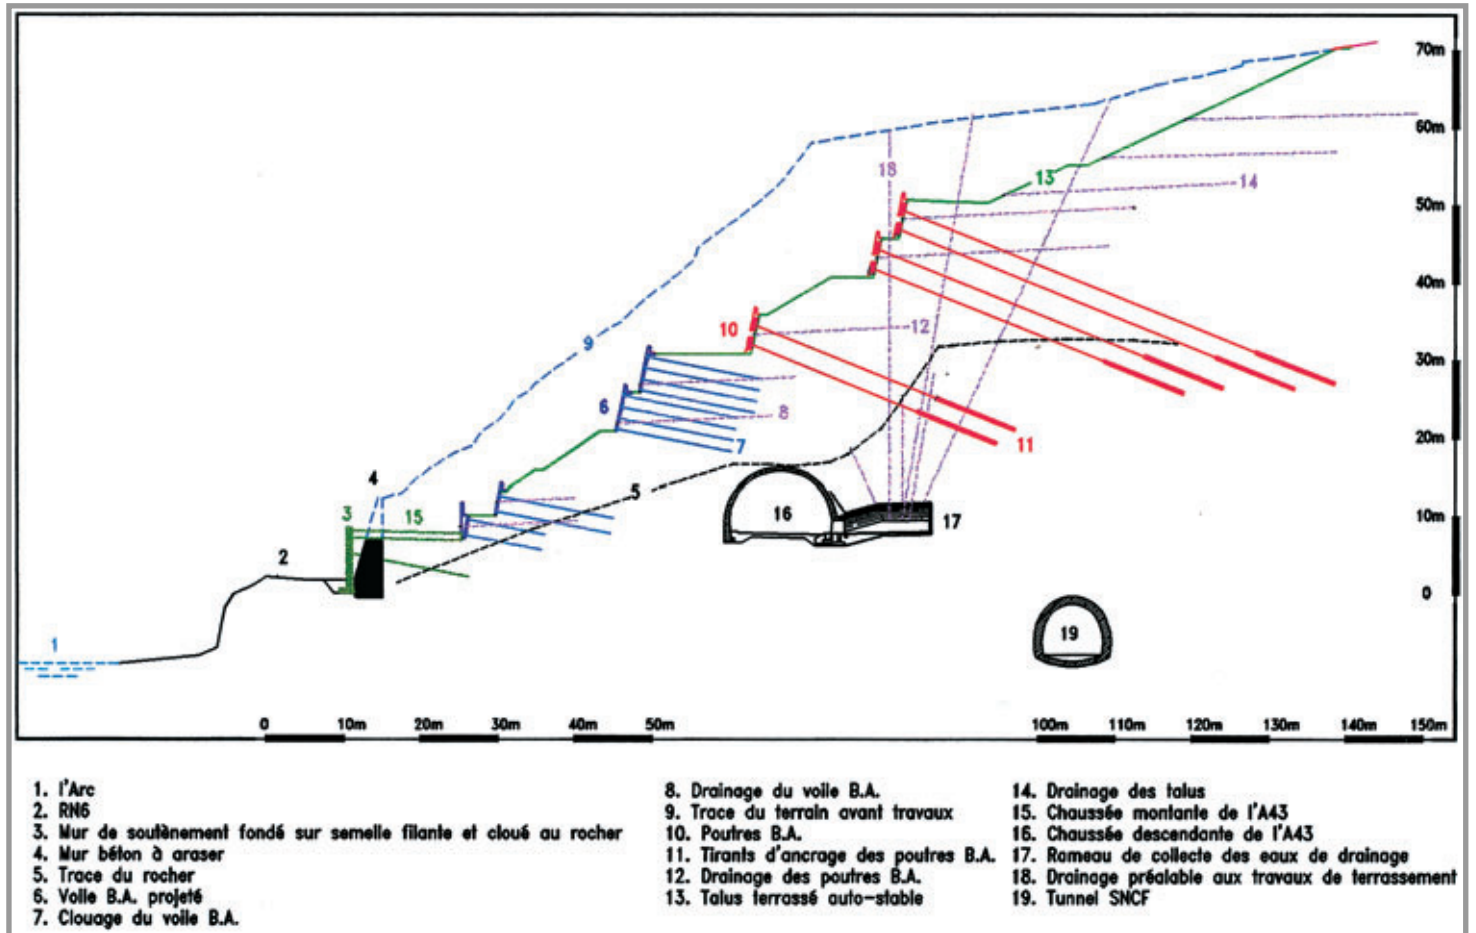 70m
60m
18
13
14
50m
40m
10
12
9
30m
6
8
7
11
20m
4
5
3
15
16
17
10m
2
0
1
19
0 10m 20m 30m 40m 50m 100m 110m 120m 130m 140m 150m
1. l'Arc
2. RN6
3. Mur de soutènement fondé sur semelle filante et cloué au rocher
4. Mur béton à araser
5. Trace du rocher
6. Voile B.A. projeté
7. Clouage du voile B.A.
8. Drainage du voile B.A.
9. Trace du terrain avant travaux
10. Poutres B.A.
11. Tirants d'ancrage des poutres B.A.
12. Drainage des poutres B.A.
13. Talus terrassé auto-stable
14. Drainage des talus
15. Chaussée montante de l'A43
16. Chaussée descendante de l'A43
17. Rameau de collecte des eaux de drainage
18. Drainage préalable aux travaux de terrassement
19. Tunnel SNCF